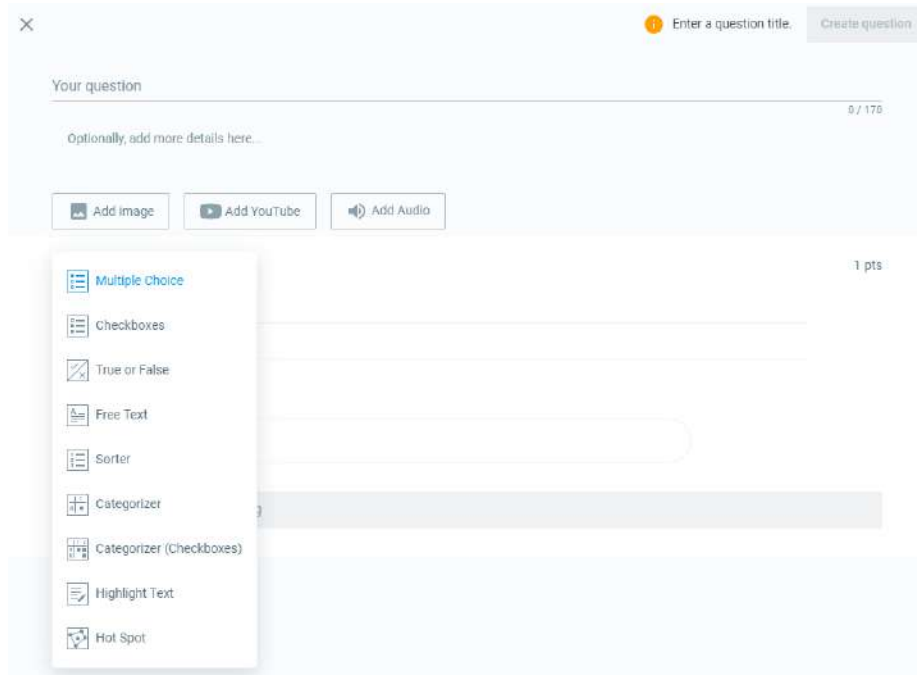 Enter a question title.
Create question
Your question
0 / 170
Optionally, add more details here...
Add image
Add YouTube
Add Audio
1 pts
Multiple Choice
Checkboxes
True or False
Free Text
Sorter
Categorizer
Categorizer (Checkboxes)
Highlight Text
Hot Spot